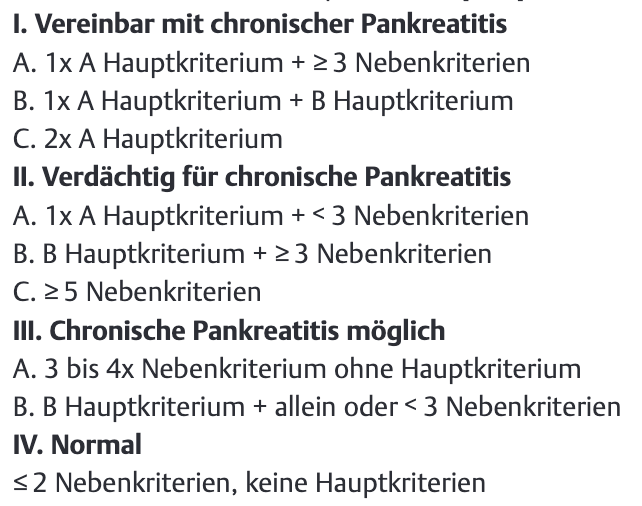 I. Vereinbar mit chronischer Pankreatitis
A. 1x A Hauptkriterium + ≥ 3 Nebenkriterien
B. 1x A Hauptkriterium + B Hauptkriterium
C. 2x A Hauptkriterium
II. Verdächtig für chronische Pankreatitis
A. 1x A Hauptkriterium + < 3 Nebenkriterien
B. B Hauptkriterium + ≥ 3 Nebenkriterien
C. ≥ 5 Nebenkriterien
III. Chronische Pankreatitis möglich
A. 3 bis 4x Nebenkriterium ohne Hauptkriterium
B. B Hauptkriterium + allein oder < 3 Nebenkriterien
IV. Normal
≤ 2 Nebenkriterien, keine Hauptkriterien